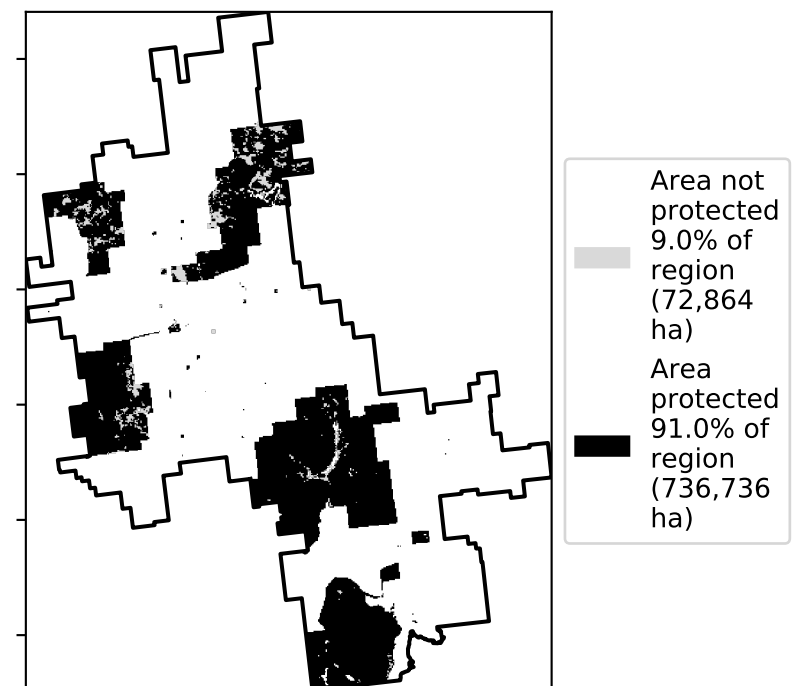 Area not
protected
9.0% of
region
(72,864
ha)
Area
protected
91.0% of
region
(736,736
ha)